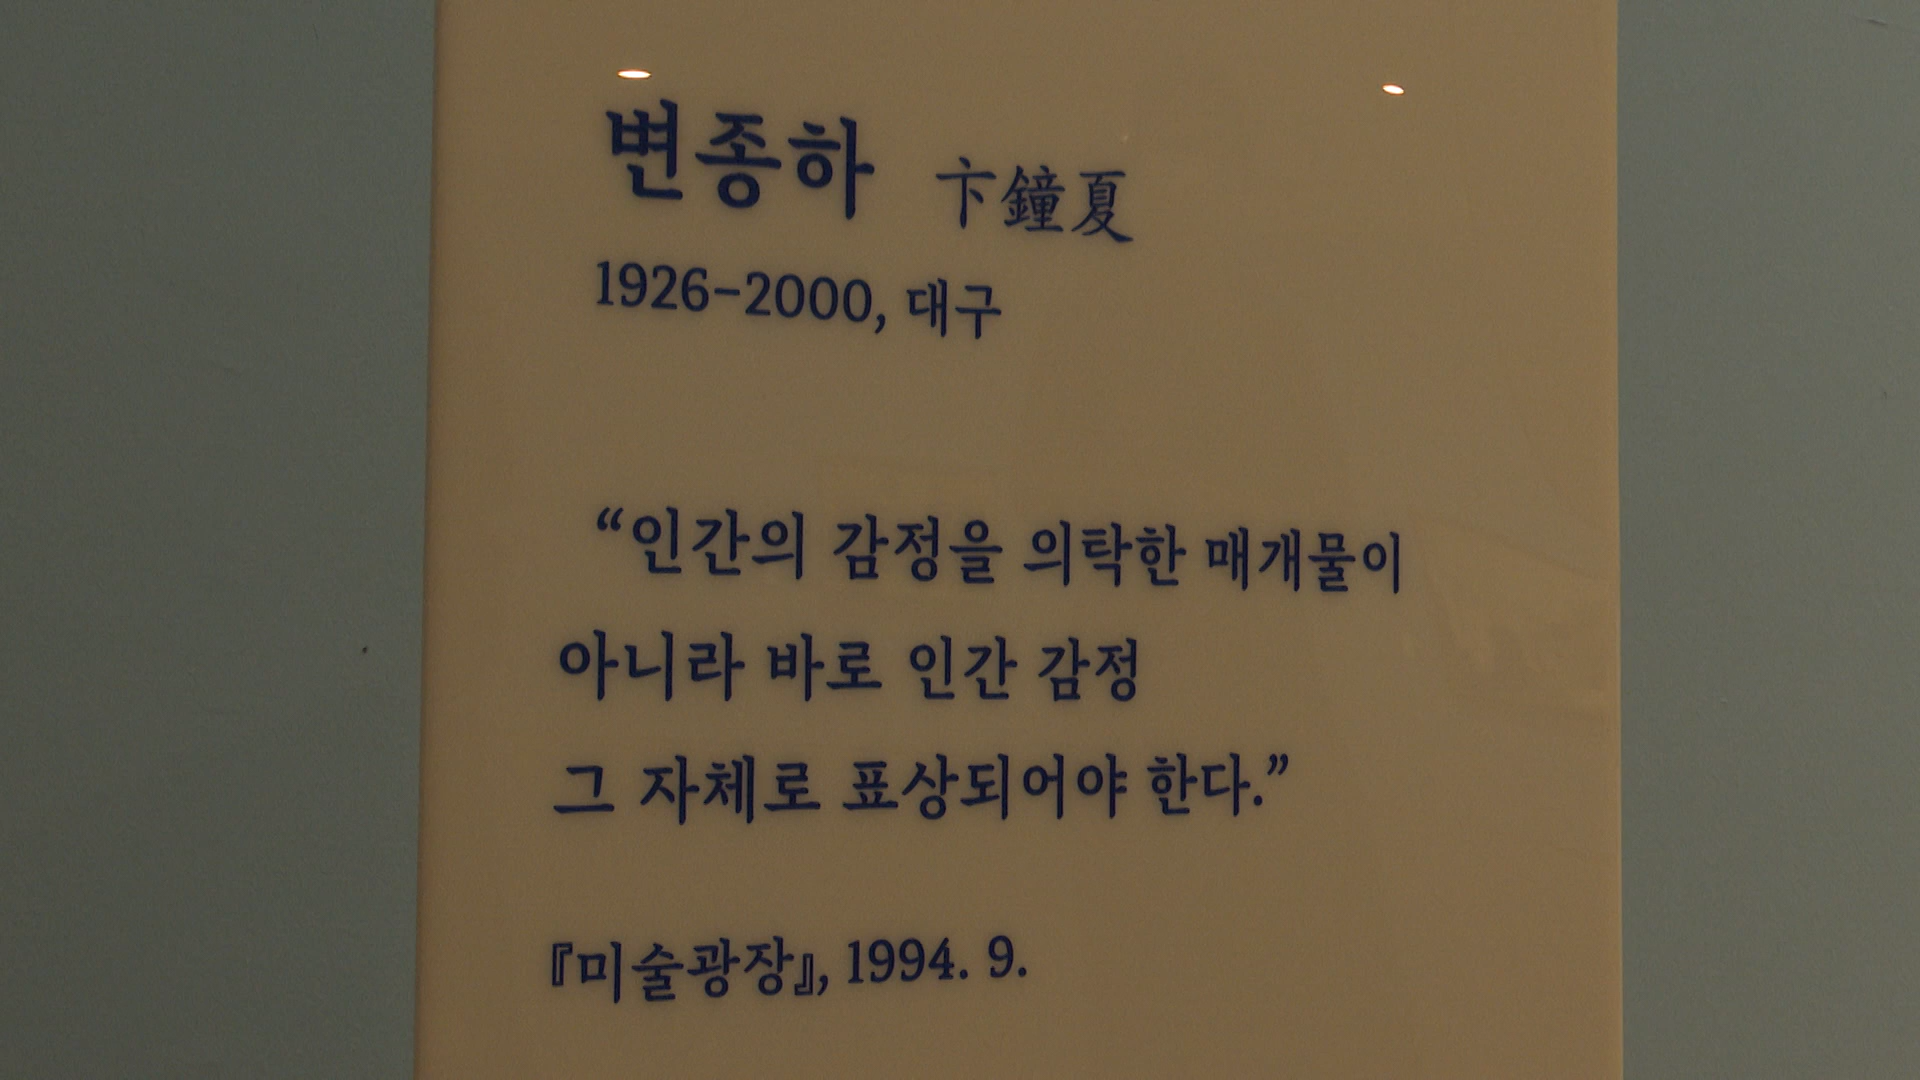 변종하 卞鐘夏
1926-2000, 대구
“인간의 감정을 의탁한 매개물이
아니라 바로 인간 감정
그 자체로 표상되어야 한다.”
『미술광장』, 1994. 9.